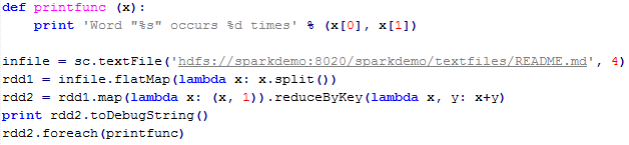 def printfunc (x):
    print 'Word "%s" occurs %d times' % (x[0], x[1])

infile = sc.textFile('hdfs://sparkdemo:8020/sparkdemo/textfiles/README.md', 4)
rdd1 = infile.flatMap(lambda x: x.split())
rdd2 = rdd1.map(lambda x: (x, 1)).reduceByKey(lambda x, y: x+y)
print rdd2.toDebugString()
rdd2.foreach(printfunc)